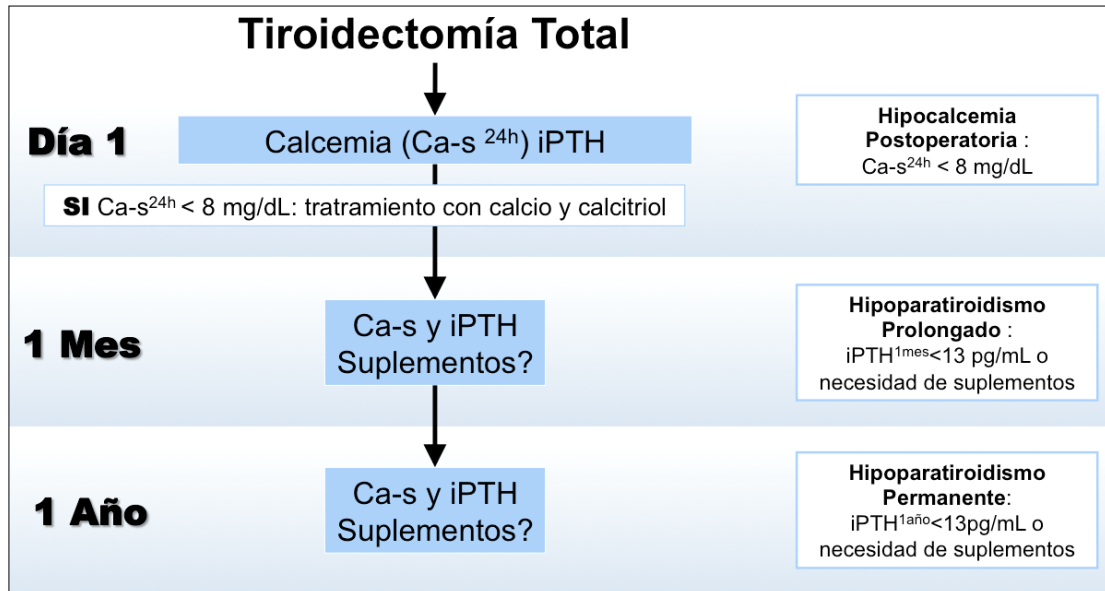 Tiroidectomía Total
Día 1
Calcemia (Ca-s 24h) iPTH
SI Ca-s24h < 8 mg/dL: tratramiento con calcio y calcitriol
Hipocalcemia
Postoperatoria :
Ca-s24h < 8 mg/dL
1 Mes
Ca-s y iPTH
Suplementos?
Hipoparatiroidismo
Prolongado :
iPTH1mes<13 pg/mL o
necesidad de suplementos
1 Año
Ca-s y iPTH
Suplementos?
Hipoparatiroidismo
Permanente:
iPTH1año<13pg/mL o
necesidad de suplementos